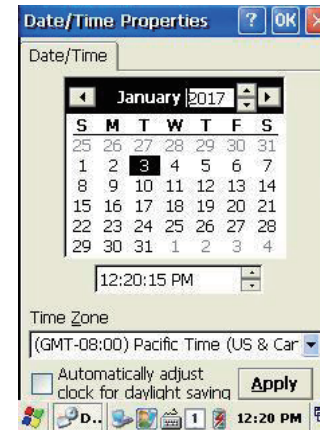 Date/Time Properties ? OK
Date/Time
January 2017
S M T W T F S
25 26 27 28 29 30 31
1 2 3 4 5 6 7
8 9 10 11 12 13 14
15 16 17 18 19 20 21
22 23 24 25 26 27 28
29 30 31 1 2 3 4
12:20:15 PM
Time Zone
(GMT-08:00) Pacific Time (US & Car
Automatically adjust
clock for daylight saving Apply
D.. 1 12:20 PM